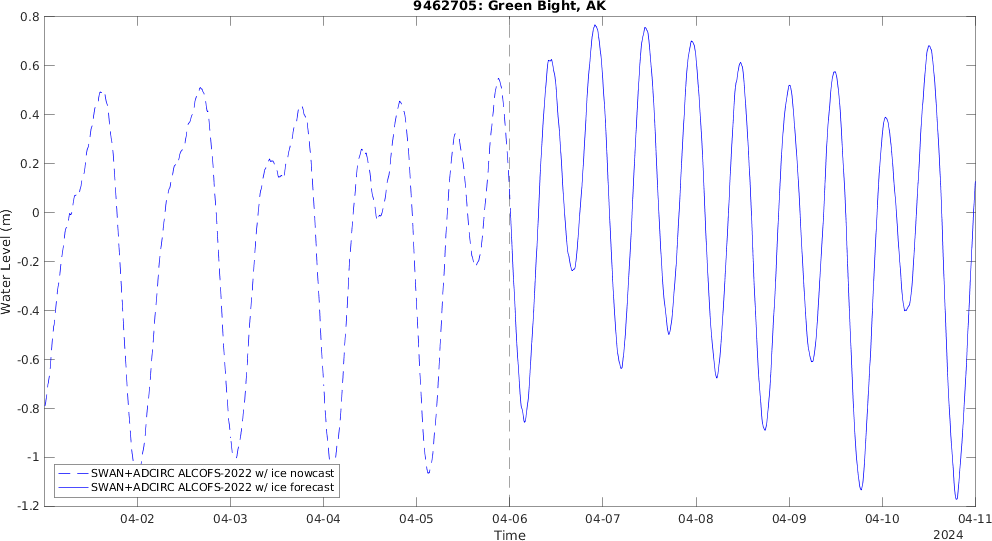 9462705: Green Bight, AK
0.8
0.6
0.4
0.2
0
-0.2
-0.4
-0.6
-0.8
-1
-1.2
Water Level (m)
SWAN+ADCIRC ALCOFS-2022 w/ ice nowcast
SWAN+ADCIRC ALCOFS-2022 w/ ice forecast
04-02 04-03 04-04 04-05 04-06 04-07 04-08 04-09 04-10 04-11
Time
2024